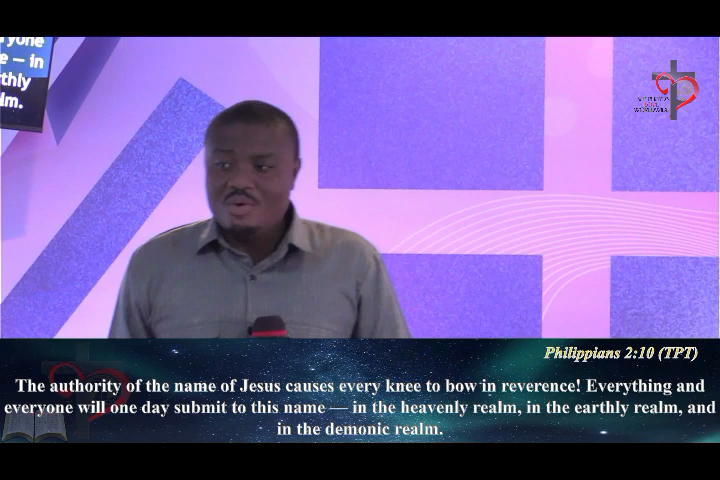 yone
e — in
rthly
lm.
Philippians 2:10 (TPT)
The authority of the name of Jesus causes every knee to bow in reverence! Everything and
everyone will one day submit to this name — in the heavenly realm, in the earthly realm, and
in the demonic realm.